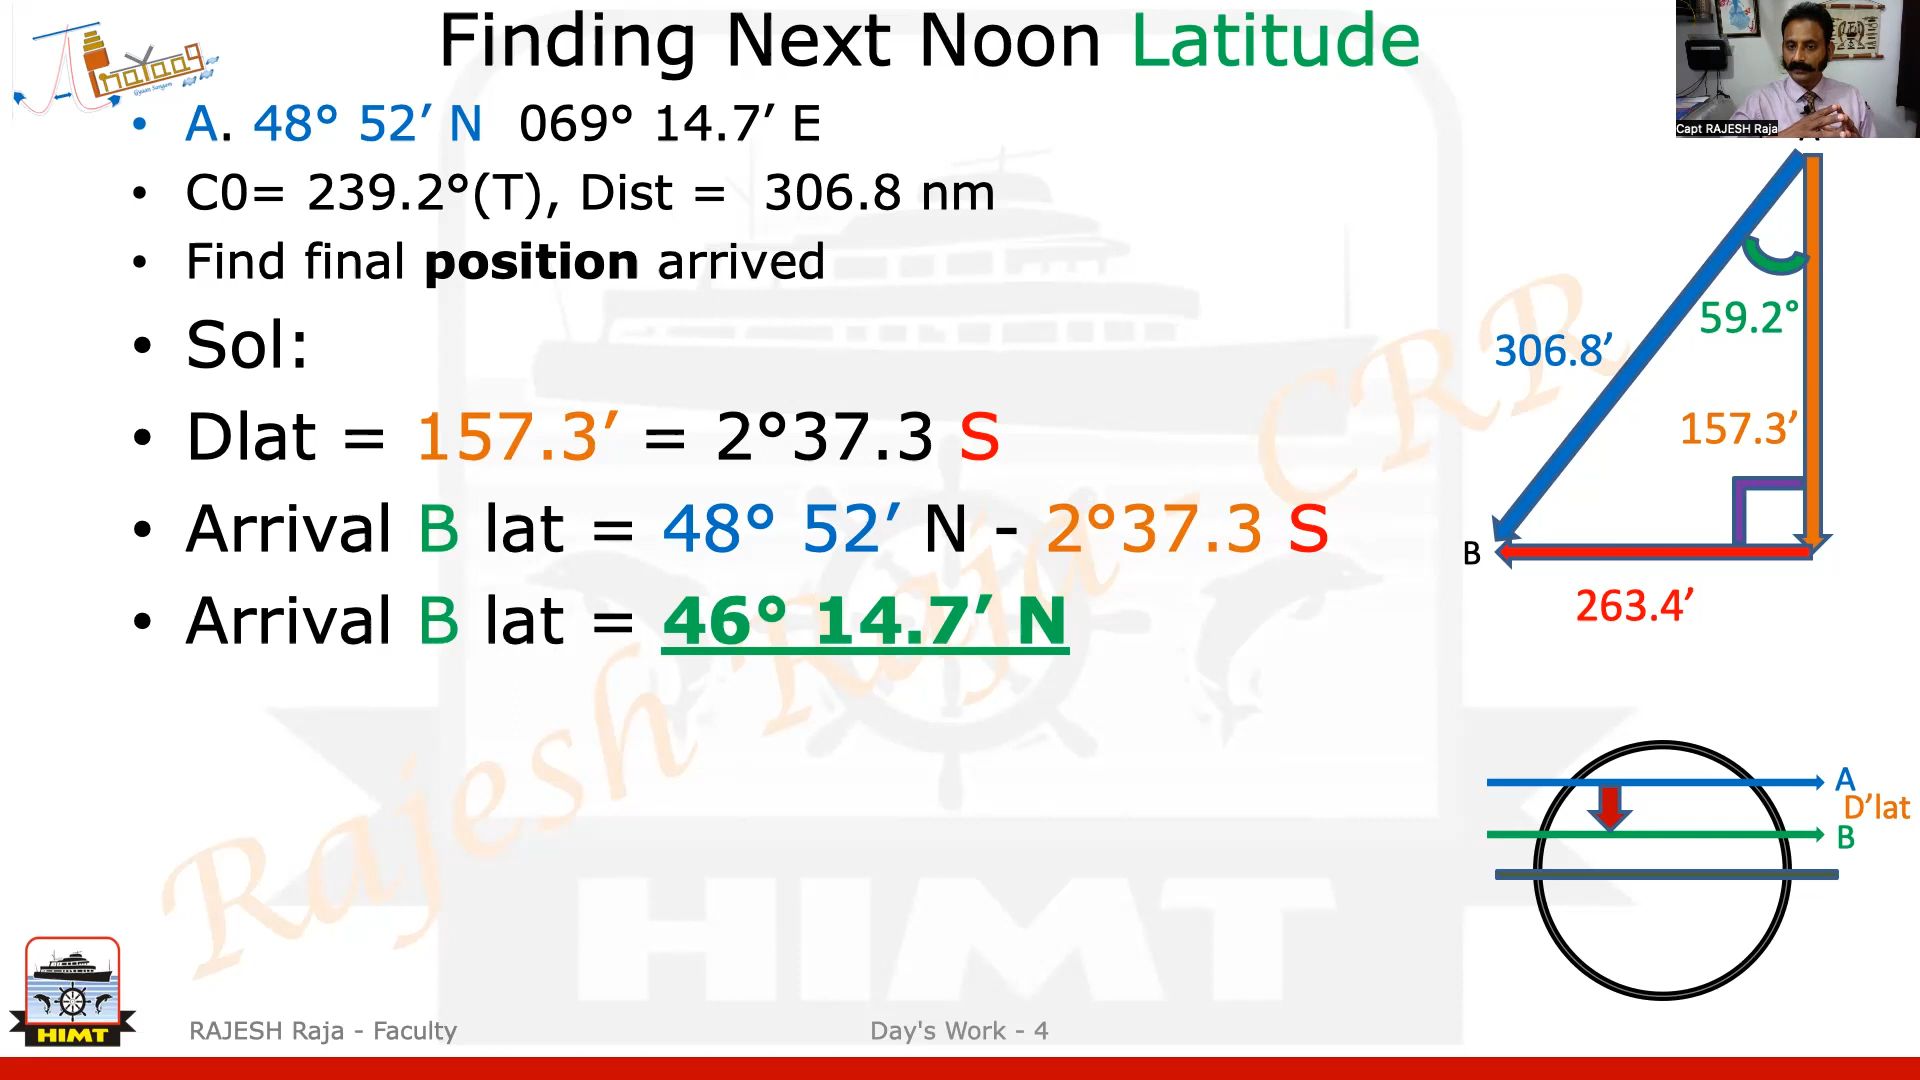 Finding Next Noon Latitude
Gyaan Sangam
Capt RAJESH Raja
• A. 48° 52’ N 069° 14.7’ E
• C0= 239.2°(T), Dist = 306.8 nm
• Find final position arrived
• Sol:
• Dlat = 157.3’ = 2°37.3 S
• Arrival B lat = 48° 52’ N - 2°37.3 S
• Arrival B lat = 46° 14.7’ N
59.2°
306.8’
157.3’
B
263.4’
A
D’lat
B
Rajesh Raja CRR
HIMT
HIMT
RAJESH Raja - Faculty
Day's Work - 4